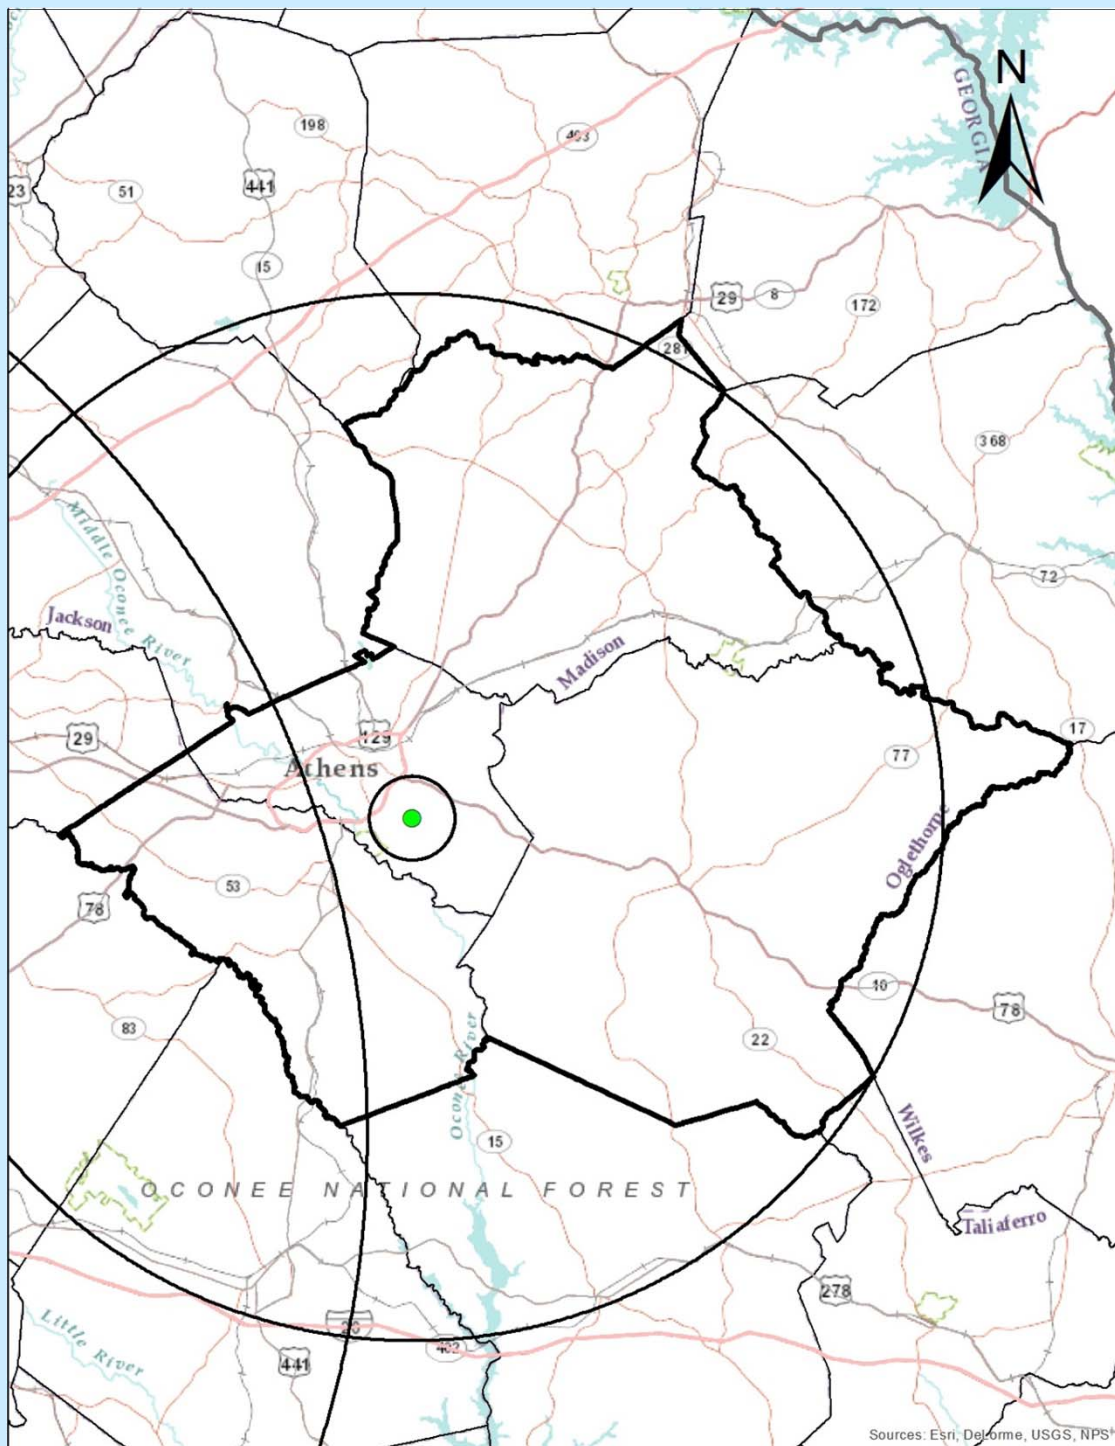 N
GEORGIA
198
403
23
51
441
15
29
8
172
281
368
Middle Oconee River
72
Jackson
Madison
29
129
17
Athens
77
Oglethorpe
53
78
10
78
83
22
Oconee River
Wilkes
15
OCONEE NATIONAL FOREST
Taliaferro
278
Little River
20
402
441
Sources: Esri, DeLorme, USGS, NPS